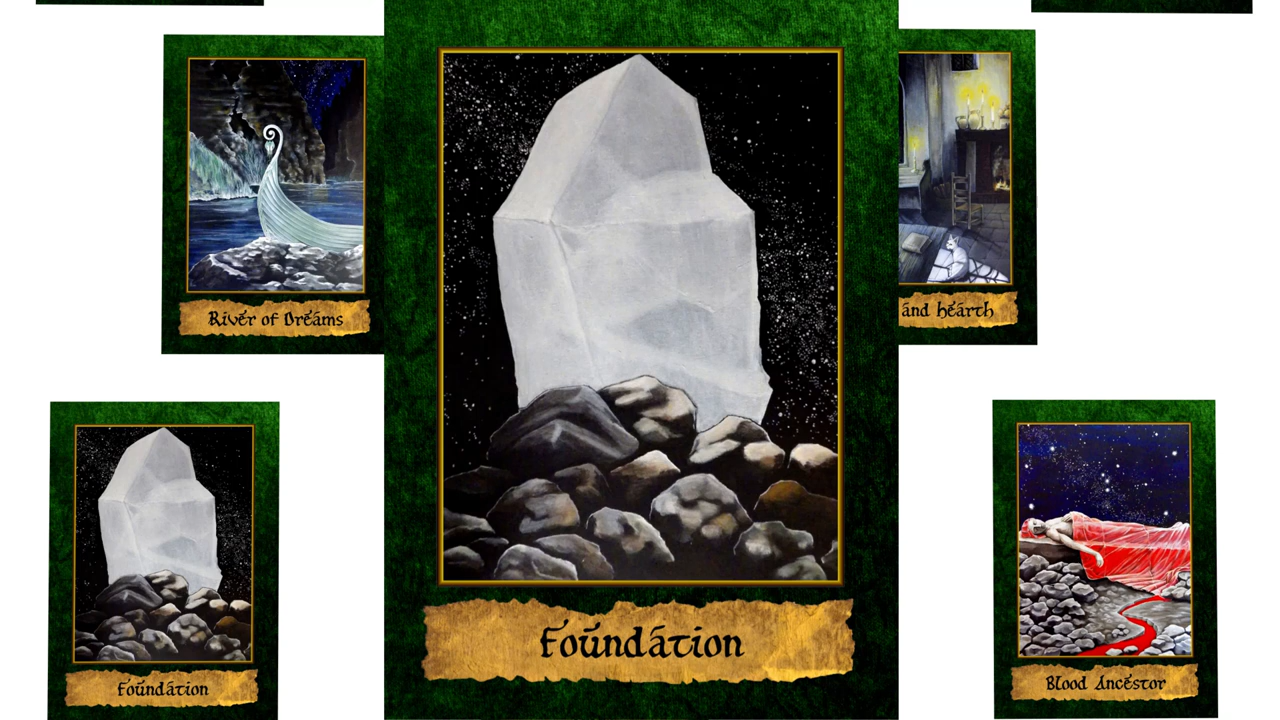 River of Dreams
and hearth
Foundation
Foundation
Blood Ancestor